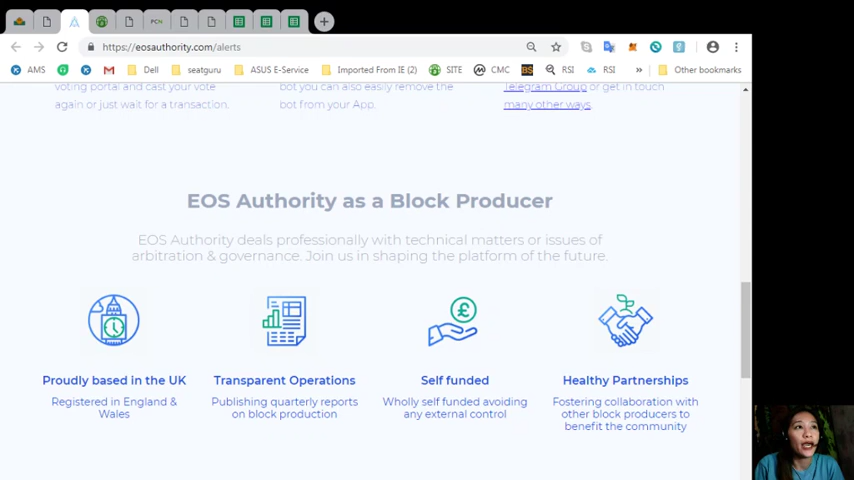 PCN
https://eosauthority.com/alerts
AMS
Dell
seatguru
ASUS E-Service
Imported From IE (2)
SITE
CMC
BS
RSI
RSI
»
Other bookmarks
voting portal and cast your vote
again or just wait for a transaction.
bot you can also easily remove the
bot from your App.
Telegram Group or get in touch
many other ways.
EOS Authority as a Block Producer
EOS Authority deals professionally with technical matters or issues of
arbitration & governance. Join us in shaping the platform of the future.
£
Proudly based in the UK
Registered in England &
Wales
Transparent Operations
Publishing quarterly reports
on block production
Self funded
Wholly self funded avoiding
any external control
Healthy Partnerships
Fostering collaboration with
other block producers to
benefit the community